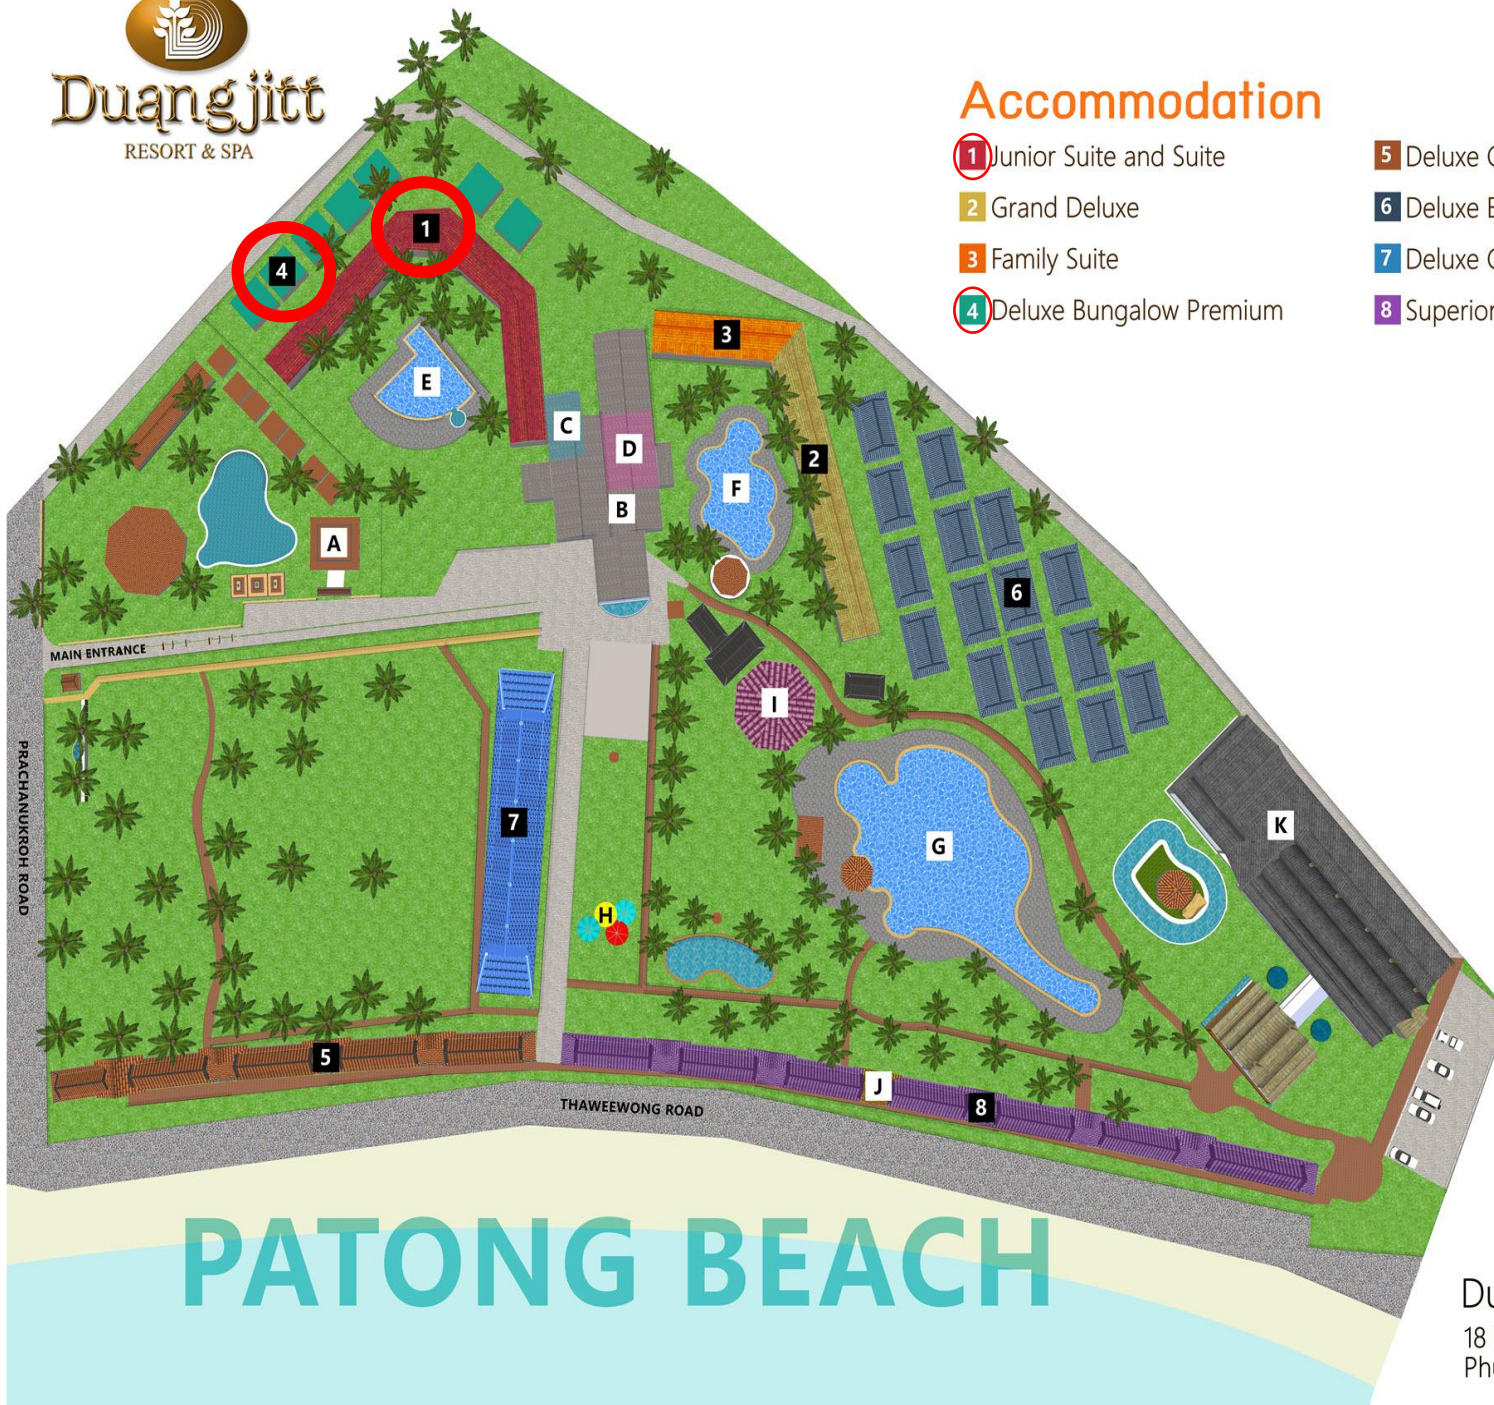 Duangjitt
RESORT & SPA
Accommodation
1 Junior Suite and Suite
2 Grand Deluxe
3 Family Suite
4 Deluxe Bungalow Premium
5 Deluxe
6 Deluxe
7 Deluxe
8 Superior
1
4
3
E
C
D
2
F
B
A
6
MAIN ENTRANCE
I
PRACHANUKROH ROAD
7
G
K
H
5
J
8
THAWEEWONG ROAD
PATONG BEACH
18